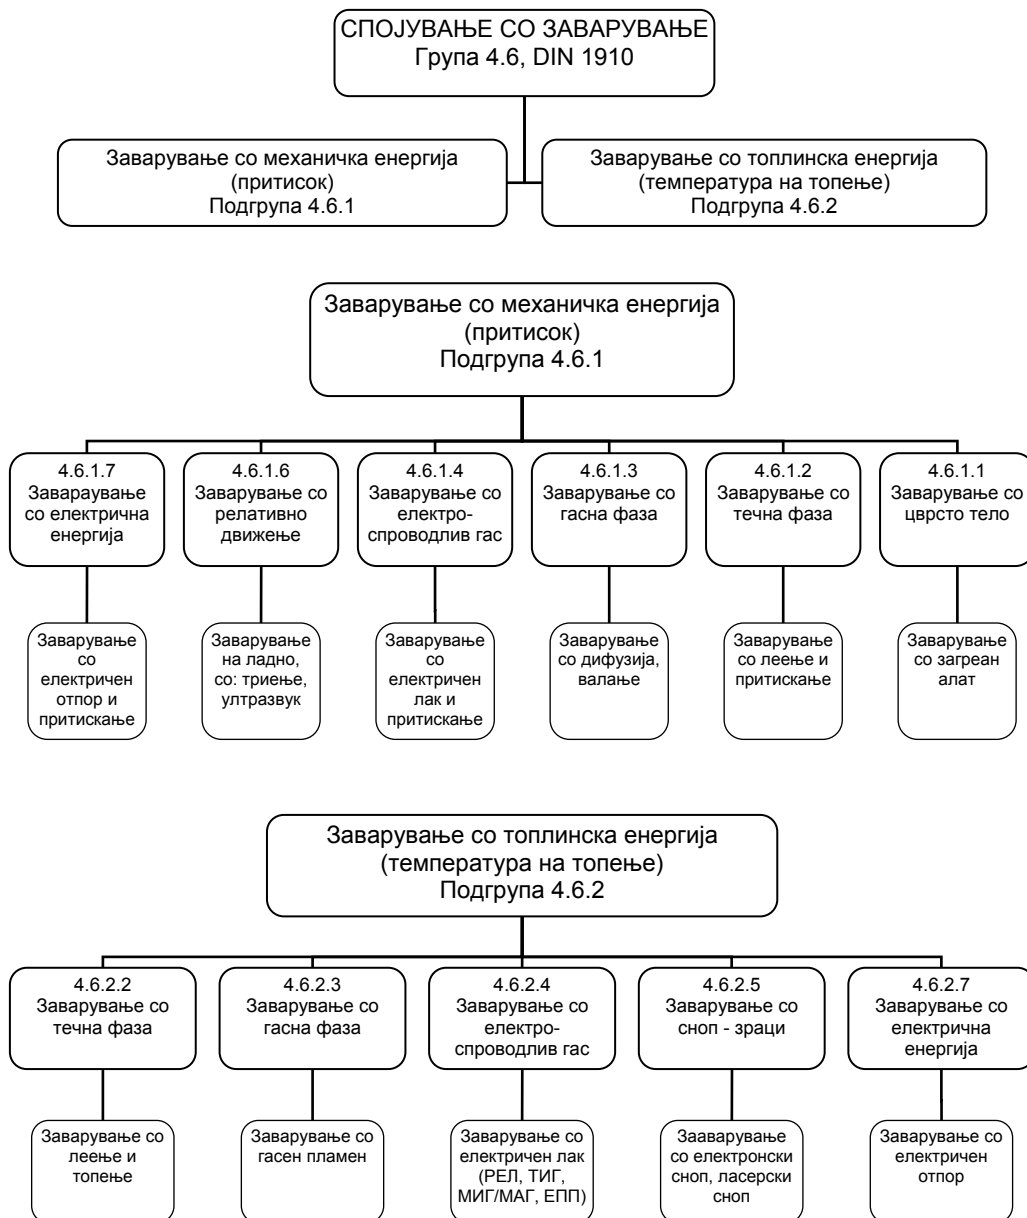 СПОЈУВАЊЕ СО ЗАВАРУВАЊЕ
Група 4.6, DIN 1910
Заварување со механичка енергија
(притисок)
Подгрупа 4.6.1
Заварување со топлинска енергија
(температура на топење)
Подгрупа 4.6.2
Заварување со механичка енергија
(притисок)
Подгрупа 4.6.1
4.6.1.7
Завараување
со електрична
енергија
4.6.1.6
Заварување со
релативно
движење
4.6.1.4
Заварување со
електро-
спроводлив гас
4.6.1.3
Заварување со
гасна фаза
4.6.1.2
Заварување со
течна фаза
4.6.1.1
Заварување со
цврсто тело
Заварување
со
електричен
отпор и
притискање
Заварување
на ладно,
со: триење,
ултразвук
Заварување
со
електричен
лак и
притискање
Заварување
со дифузија,
валање
Заварување
со леење и
притискање
Заварување
со загреан
алат
Заварување со топлинска енергија
(температура на топење)
Подгрупа 4.6.2
4.6.2.2
Заварување со
течна фаза
4.6.2.3
Заварување со
гасна фаза
4.6.2.4
Заварување со
електро-
спроводлив гас
4.6.2.5
Заварување со
сноп - зраци
4.6.2.7
Заварување со
електрична
енергија
Заварување со
леење и
топење
Заварување со
гасен пламен
Заварување со
електричен лак
(РЕЛ, ТИГ,
МИГ/МАГ, ЕПП)
Зааварување
со електронски
сноп, ласерски
сноп
Заварување со
електричен
отпор